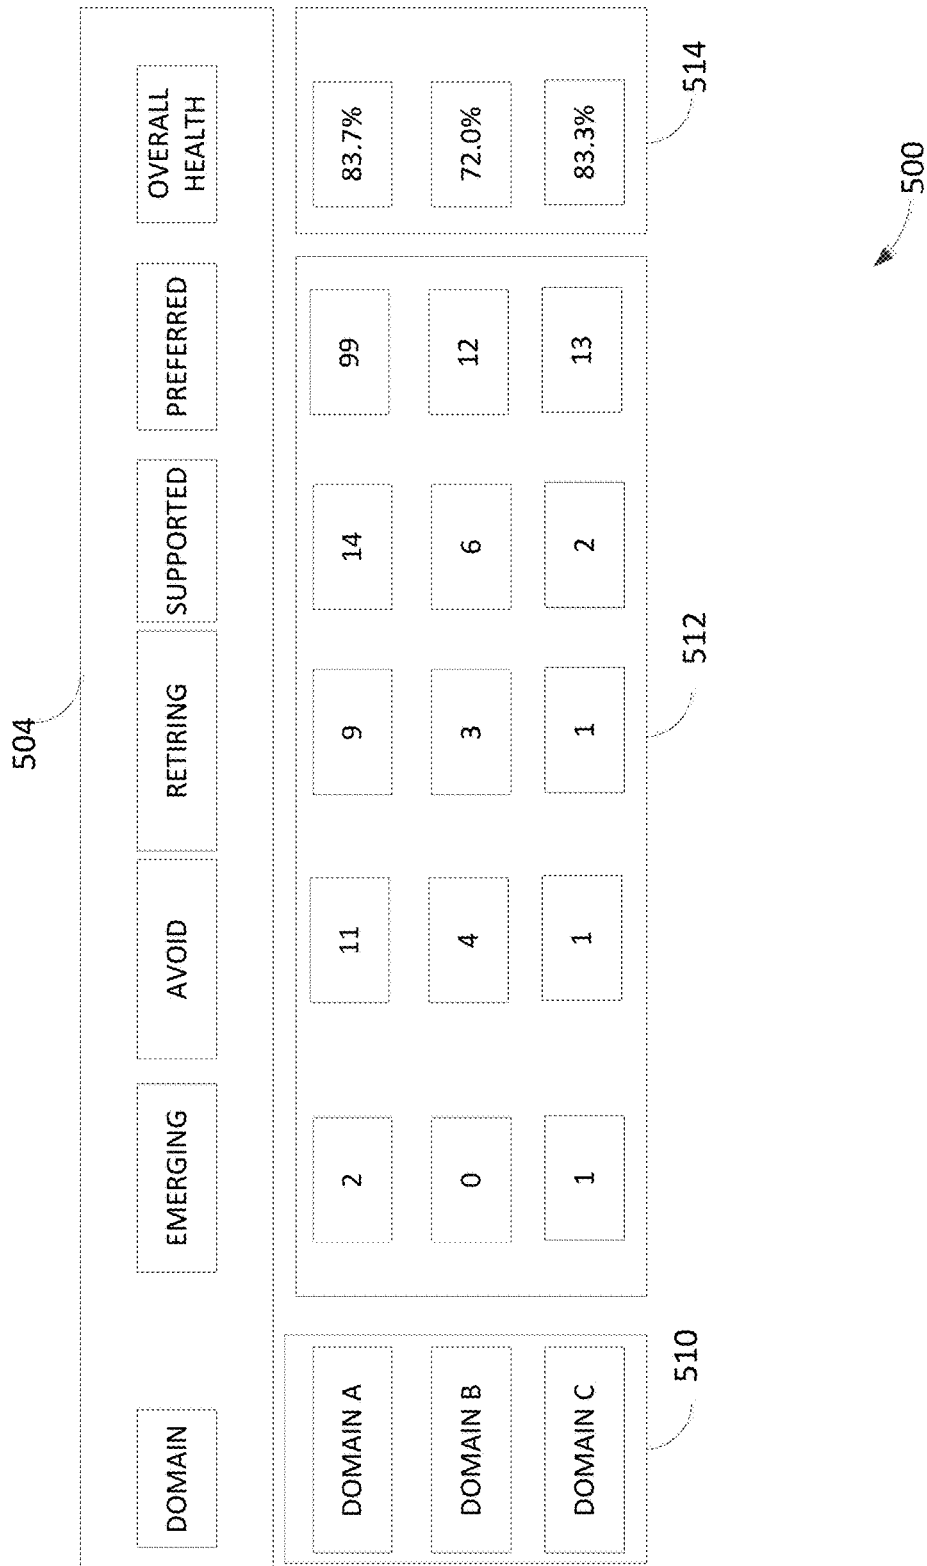 504
DOMAIN
EMERGING
AVOID
RETIRING
SUPPORTED
PREFERRED
OVERALL
HEALTH
DOMAIN A
2
11
9
14
99
83.7%
DOMAIN B
0
4
3
6
12
72.0%
DOMAIN C
1
1
1
2
13
83.3%
510
512
514
500